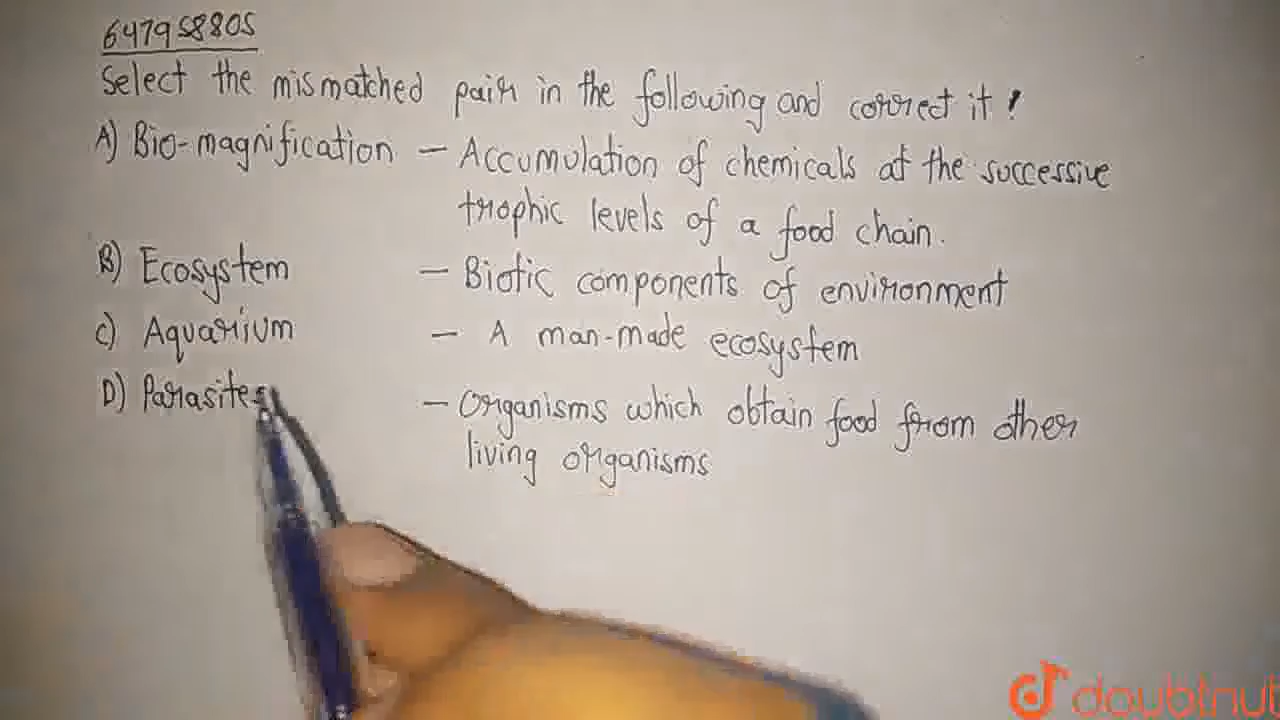 647958805
Select the mismatched pair in the following and correct it !
A) Bio-magnification – Accumulation of chemicals at the successive
trophic levels of a food chain.
B) Ecosystem – Biotic components of environment
C) Aquarium – A man-made ecosystem
D) Parasites – Organisms which obtain food from other
living organisms
doubtnut